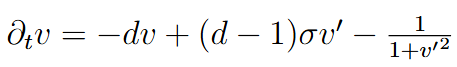 ∂ₜv = −dv + (d − 1)σv′ − 1/(1+v′²)